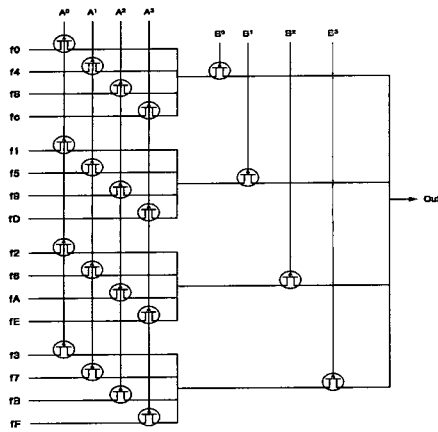 A⁰ A¹ A² A³
B⁰ B¹ B² B³
f0
f4
f8
fc
f1
f5
f9
fD
f2
f6
fA
fE
f3
f7
fB
fF
Out